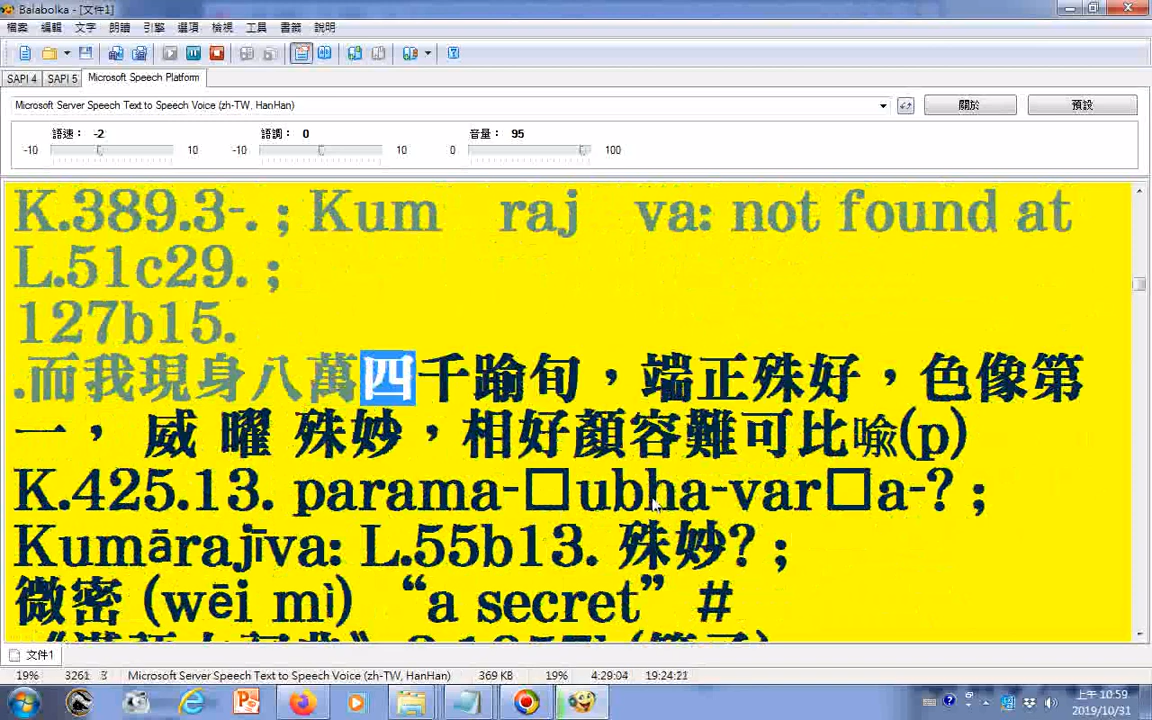 Balabolka - [文件1]
檔案 編輯 文字 朗讀 引擎 選項 檢視 工具 書籤 說明
SAPI 4 SAPI 5 Microsoft Speech Platform
Microsoft Server Speech Text to Speech Voice (zh-TW, HanHan) 關於 預設
語速： -2 語調： 0 音量： 95
-10 10 -10 10 0 100
K.389.3-. ; Kum raj va: not found at
L.51c29. ;
127b15.
.而我現身八萬四千踰句，端正殊好，色像第
一， 威 曜 殊妙，相好顏容難可比喩(p)
K.425.13. parama-□ubha-var□a-? ;
Kumārajīva: L.55b13. 殊妙? ;
微密 (wēi mì) “a secret” #
文件1
19% 3261 Microsoft Server Speech Text to Speech Voice (zh-TW, HanHan) 369 KB 19% 4:29:04 19:24:21
上午 10:59
2019/10/31